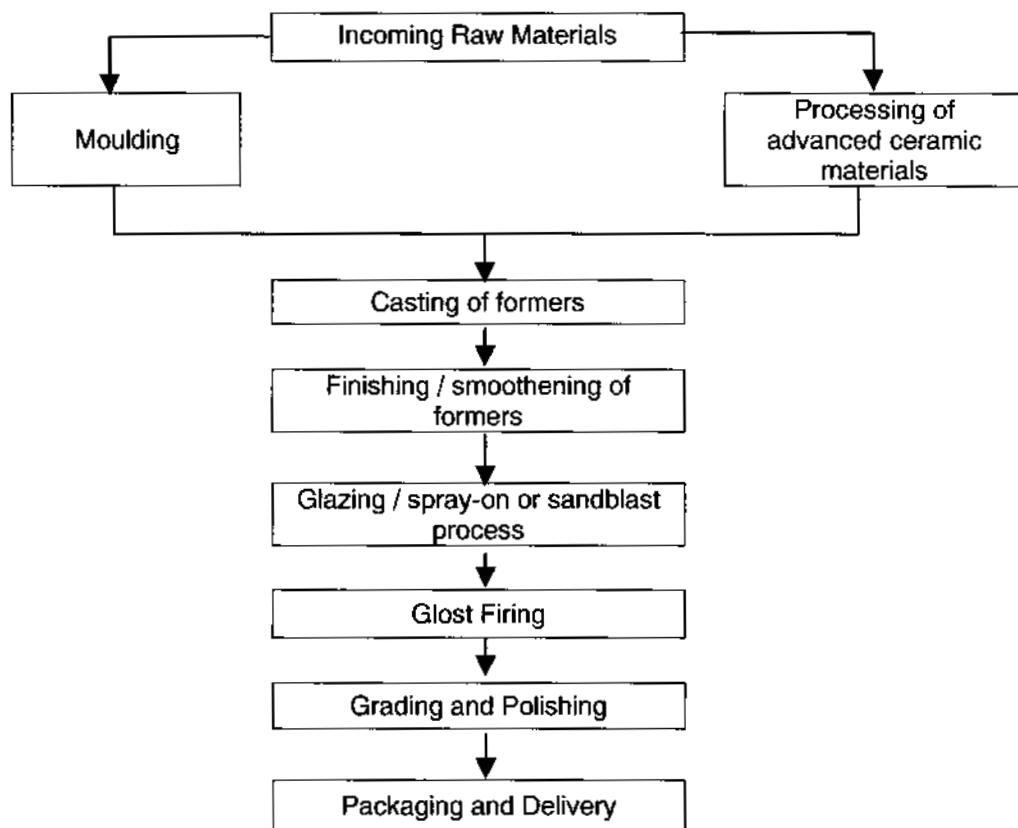 Incoming Raw Materials
Moulding
Processing of
advanced ceramic
materials
Casting of formers
Finishing / smoothening of
formers
Glazing / spray-on or sandblast
process
Glost Firing
Grading and Polishing
Packaging and Delivery